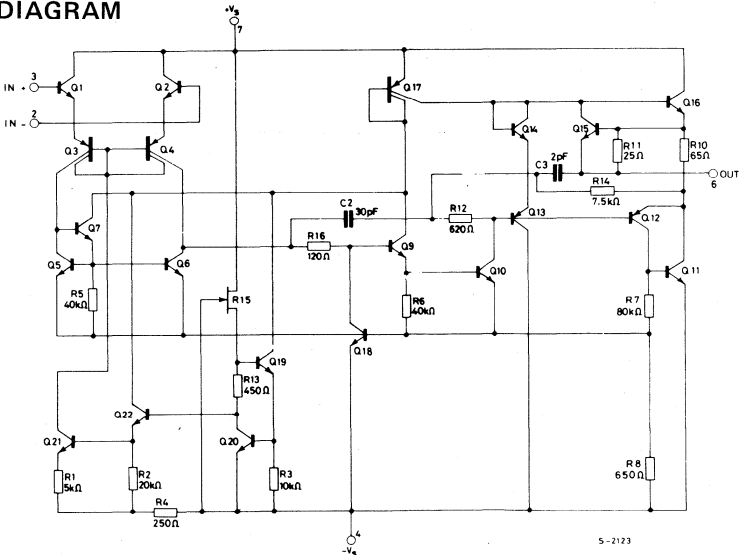 DIAGRAM
+Vs
7
3
IN +
Q1
Q2
2
IN -
Q3
Q4
Q17
Q16
Q14
Q15
R11
25Ω
R10
65Ω
C3
2pF
OUT
6
R14
7.5kΩ
C2
30pF
R12
620Ω
Q13
Q12
Q7
Q5
Q6
R16
120Ω
Q9
Q10
Q11
R5
40kΩ
R15
R6
40kΩ
R7
80kΩ
Q18
Q19
R13
450Ω
Q22
Q21
Q20
R1
5kΩ
R2
20kΩ
R3
10kΩ
R8
650Ω
R4
250Ω
4
-Vs
S-2123